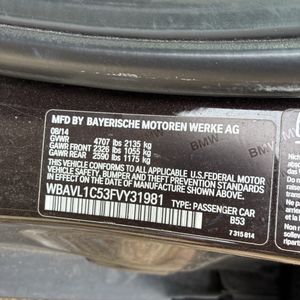 MFD BY BAYERISCHE MOTOREN WERKE AG
08/14
GVWR 4707 lbs 2135 kg
GAWR FRONT 2326 lbs 1055 kg
GAWR REAR 2590 lbs 1175 kg
THIS VEHICLE CONFORMS TO ALL APPLICABLE U.S. FEDERAL MOTOR
VEHICLE SAFETY, BUMPER, AND THEFT PREVENTION STANDARDS
IN EFFECT ON THE DATE OF MANUFACTURE SHOWN ABOVE.
WBAVL1C53FVY31981 TYPE: PASSENGER CAR
B53
7 315 814
BMW
BMW
BMW